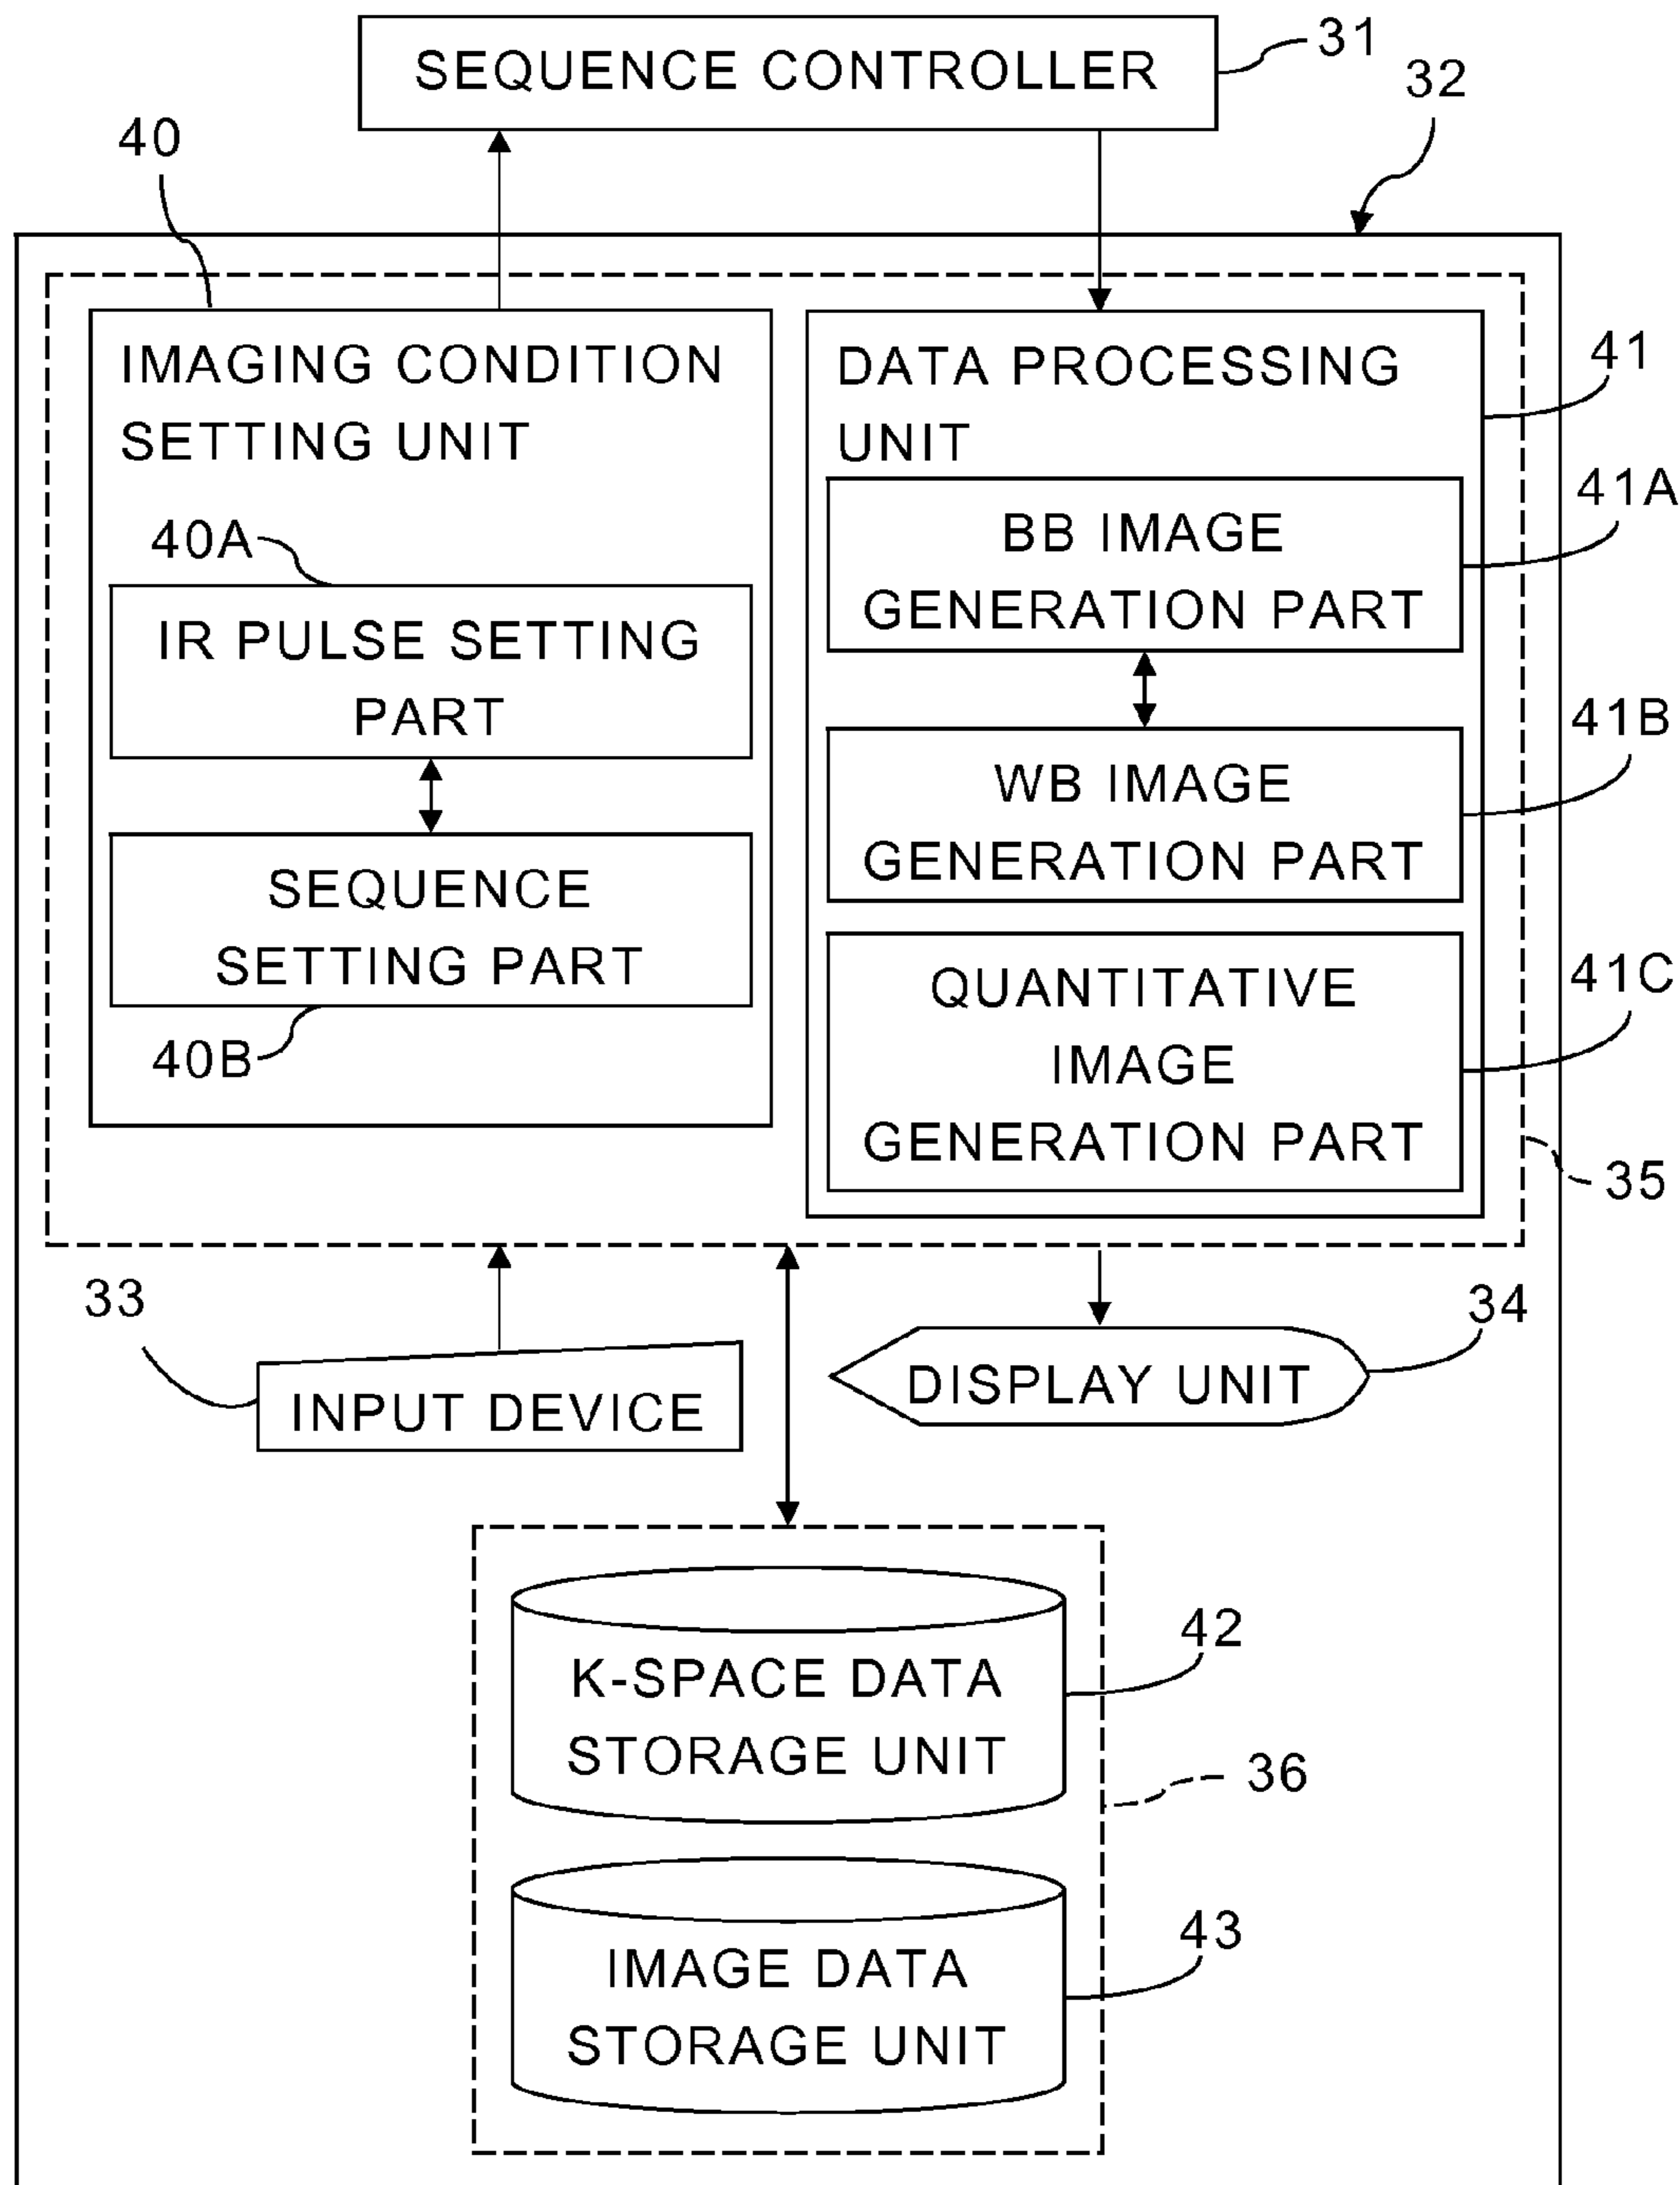 SEQUENCE CONTROLLER
31
32
40
IMAGING CONDITION
SETTING UNIT
40A
IR PULSE SETTING
PART
SEQUENCE
SETTING PART
40B
DATA PROCESSING
UNIT
41
BB IMAGE
GENERATION PART
41A
WB IMAGE
GENERATION PART
41B
QUANTITATIVE
IMAGE
GENERATION PART
41C
35
33
INPUT DEVICE
DISPLAY UNIT
34
K-SPACE DATA
STORAGE UNIT
42
36
IMAGE DATA
STORAGE UNIT
43